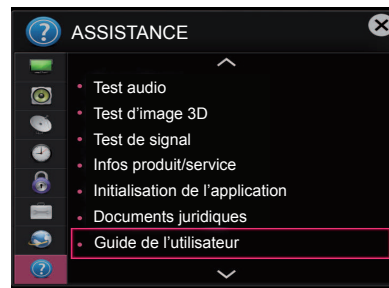 ASSISTANCE
Test audio
Test d'image 3D
Test de signal
Infos produit/service
Initialisation de l'application
Documents juridiques
Guide de l'utilisateur